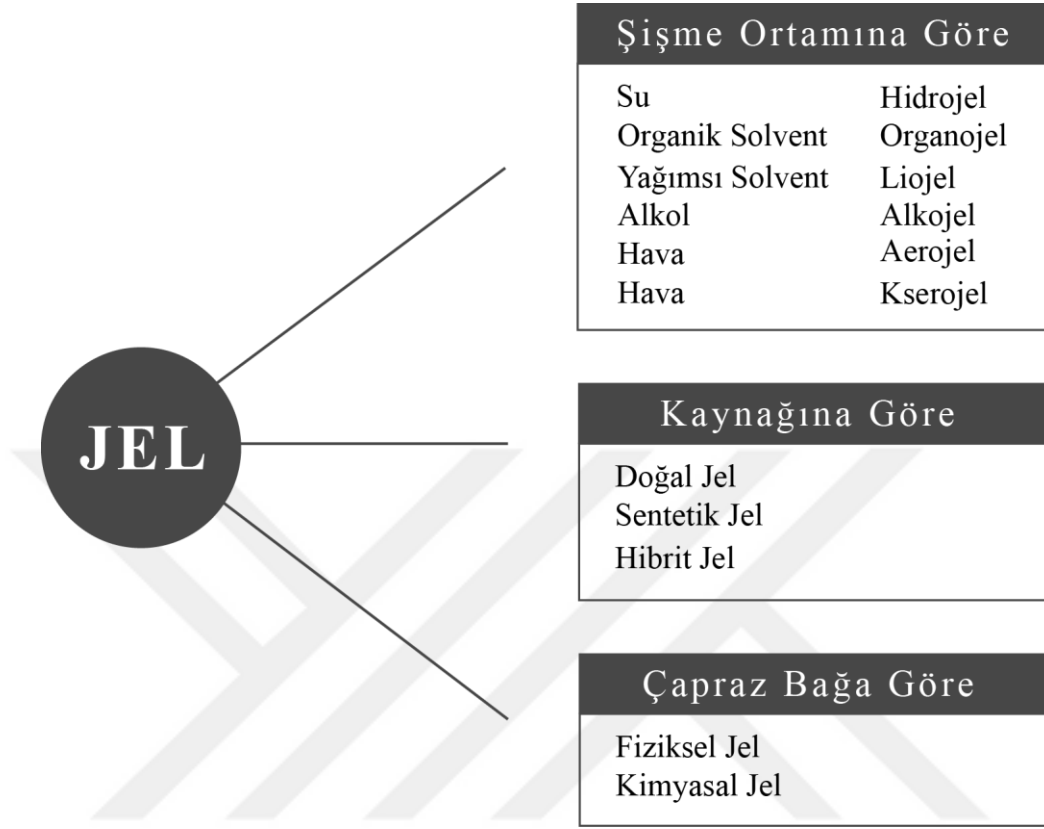 Şişme Ortamına Göre
Su Hidrojel
Organik Solvent Organojel
Yağımsı Solvent Liojel
Alkol Alkojel
Hava Aerojel
Hava Kserojel
JEL
Kaynağına Göre
Doğal Jel
Sentetik Jel
Hibrit Jel
Çapraz Bağa Göre
Fiziksel Jel
Kimyasal Jel